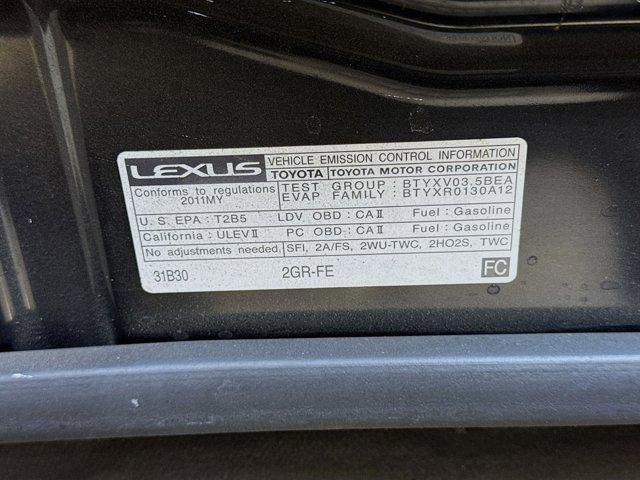 LEXUS VEHICLE EMISSION CONTROL INFORMATION
TOYOTA TOYOTA MOTOR CORPORATION
Conforms to regulations
2011MY
TEST GROUP : BTYXV03.5BEA
EVAP FAMILY : BTYXR0130A12
U.S. EPA : T2B5 LDV OBD : CAⅡ Fuel : Gasoline
California : ULEVⅡ PC OBD : CAⅡ Fuel : Gasoline
No adjustments needed. SFI, 2A/FS, 2WU-TWC, 2HO2S, TWC
31B30 2GR-FE FC